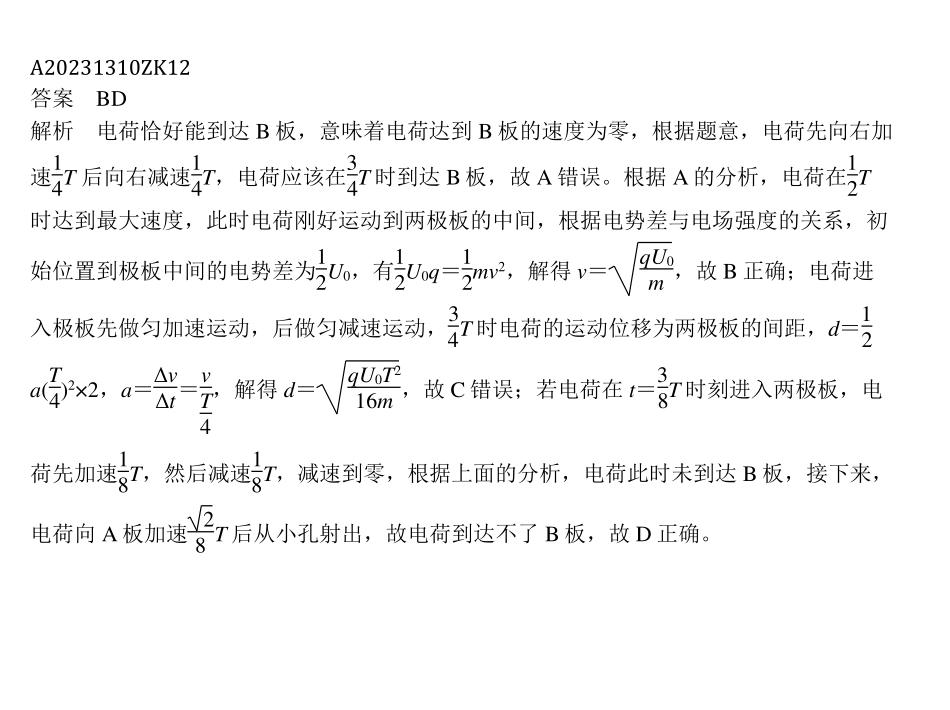 A20231310ZK12
答案　BD
解析　电荷恰好能到达 B 板，意味着电荷达到 B 板的速度为零，根据题意，电荷先向右加
速\frac{1}{4}T 后向右减速\frac{1}{4}T，电荷应该在\frac{3}{4}T 时到达 B 板，故 A 错误。根据 A 的分析，电荷在\frac{1}{2}T
时达到最大速度，此时电荷刚好运动到两极板的中间，根据电势差与电场强度的关系，初
始位置到极板中间的电势差为\frac{1}{2}U_0，有\frac{1}{2}U_0q＝\frac{1}{2}mv^2，解得 v＝\sqrt{\frac{qU_0}{m}}，故 B 正确；电荷进
入极板先做匀加速运动，后做匀减速运动，\frac{3}{4}T 时电荷的运动位移为两极板的间距，d＝\frac{1}{2}
a(\frac{T}{4})^2×2，a＝\frac{Δv}{Δt}＝\frac{v}{\frac{T}{4}}，解得 d＝\sqrt{\frac{qU_0T^2}{16m}}，故 C 错误；若电荷在 t＝\frac{3}{8}T 时刻进入两极板，电
荷先加速\frac{1}{8}T，然后减速\frac{1}{8}T，减速到零，根据上面的分析，电荷此时未到达 B 板，接下来，
电荷向 A 板加速\frac{\sqrt{2}}{8}T 后从小孔射出，故电荷到达不了 B 板，故 D 正确。